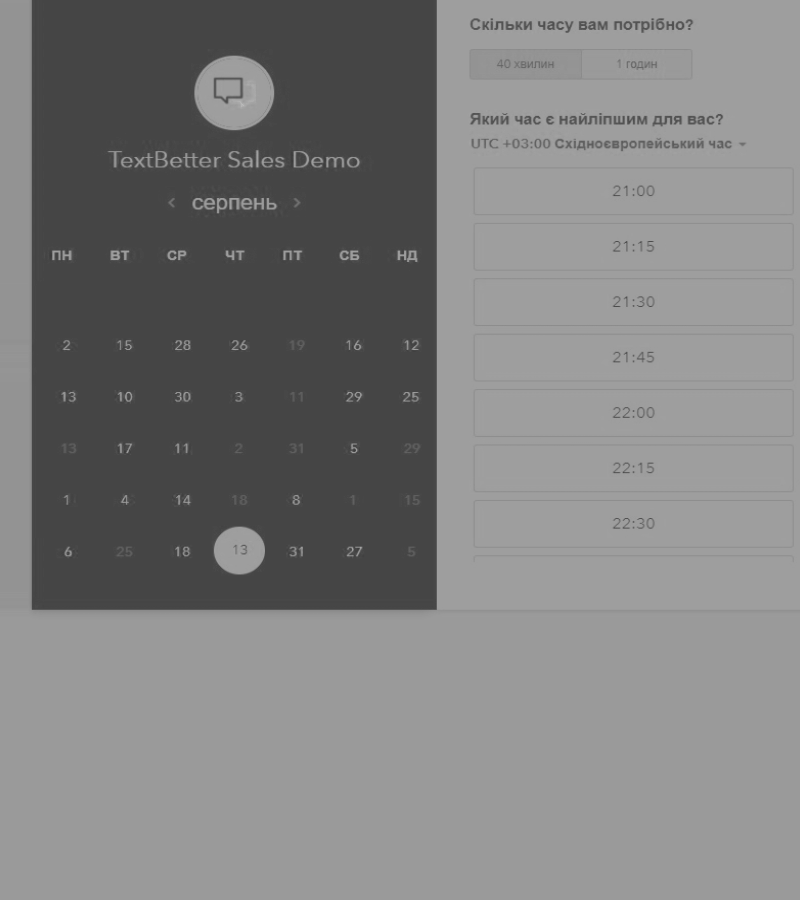 TextBetter Sales Demo
серпень
ПН ВТ СР ЧТ ПТ СБ НД
2 15 28 26 19 16 12
13 10 30 3 11 29 25
13 17 11 2 31 5 29
1 4 14 18 8 1 15
6 25 18 13 31 27 5
Скільки часу вам потрібно?
40 хвилин 1 годин
Який час є найліпшим для вас?
UTC +03:00 Східноєвропейський час
21:00
21:15
21:30
21:45
22:00
22:15
22:30